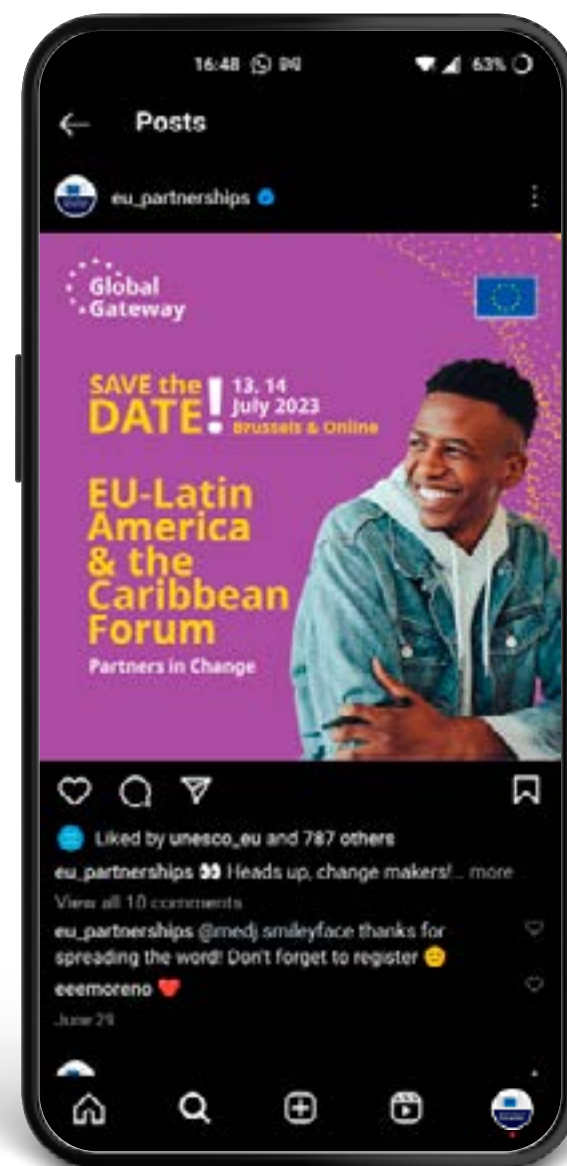 16:48 63%
Posts
eu_partnerships
Global
Gateway
SAVE the
DATE!
13, 14
July 2023
Brussels & Online
EU-Latin
America
& the
Caribbean
Forum
Partners in Change
Liked by unesco_eu and 787 others
eu_partnerships 👀 Heads up, change makers!... more
View all 10 comments
eu_partnerships @medj smileyface thanks for
spreading the word! Don't forget to register 😊
eeemoreno ❤️
June 29